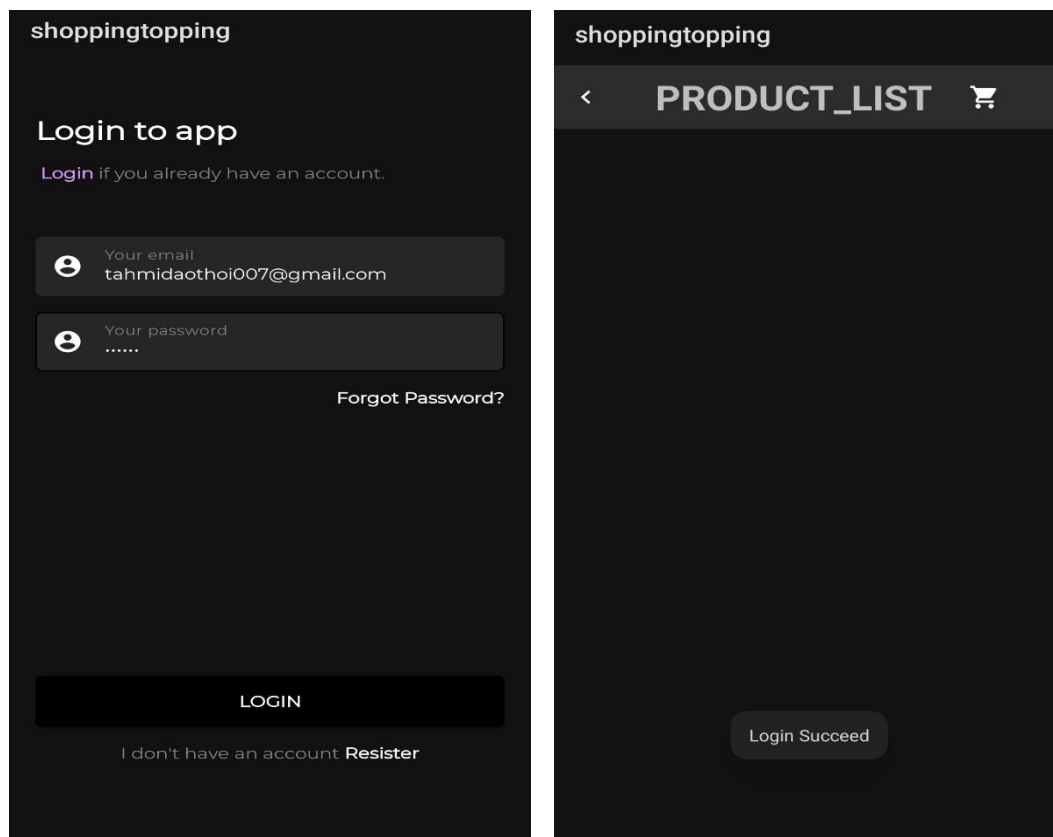 shoppingtopping
Login to app
Login if you already have an account.
Your email
tahmidaothoi007@gmail.com
Your password
......
Forgot Password?
LOGIN
I don't have an account Resister
shoppingtopping
PRODUCT_LIST
Login Succeed